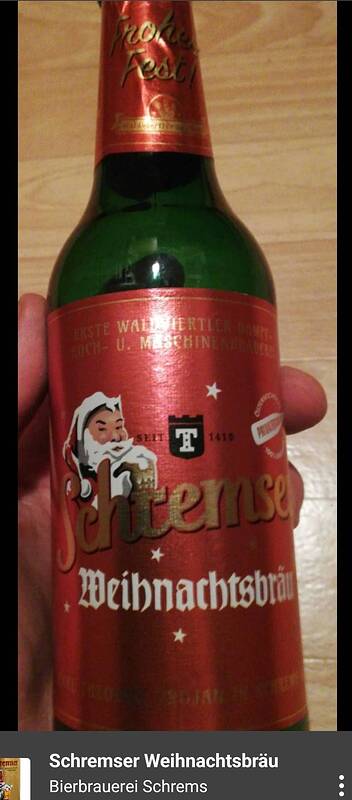 Frohes
Fest!
ERSTE WALDVIERTLER DAMPF-
KOCH- U. MASCHINENBRAUEREI
SEIT T 1410
Schremser
Weihnachtsbräu
Schremser Weihnachtsbräu
Bierbrauerei Schrems